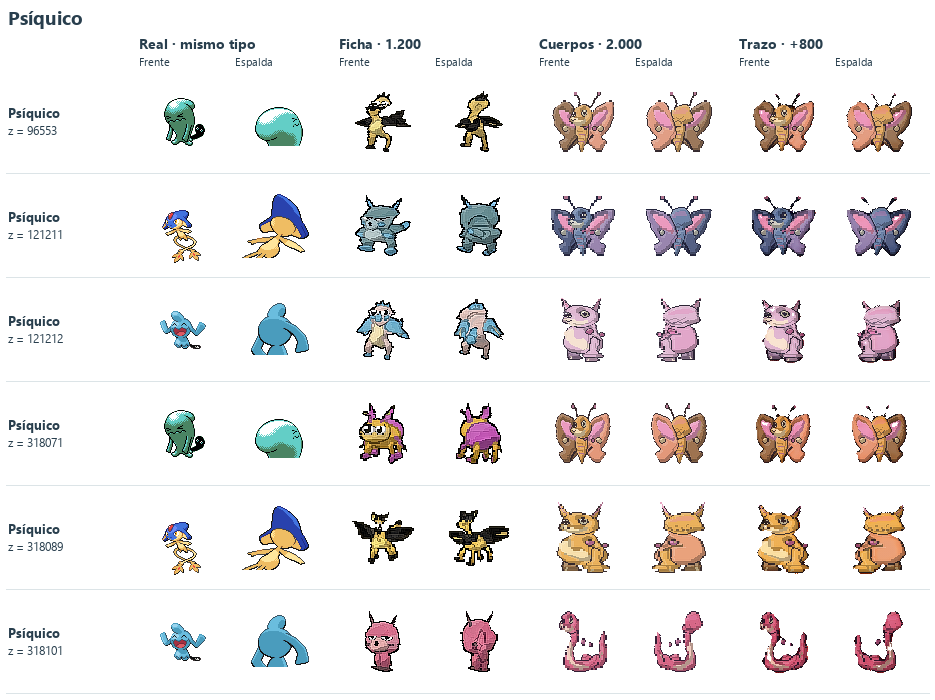 Psíquico
Real · mismo tipo
Ficha · 1.200
Cuerpos · 2.000
Trazo · +800
Frente
Espalda
Frente
Espalda
Frente
Espalda
Frente
Espalda
Psíquico
z = 96553
Psíquico
z = 121211
Psíquico
z = 121212
Psíquico
z = 318071
Psíquico
z = 318089
Psíquico
z = 318101